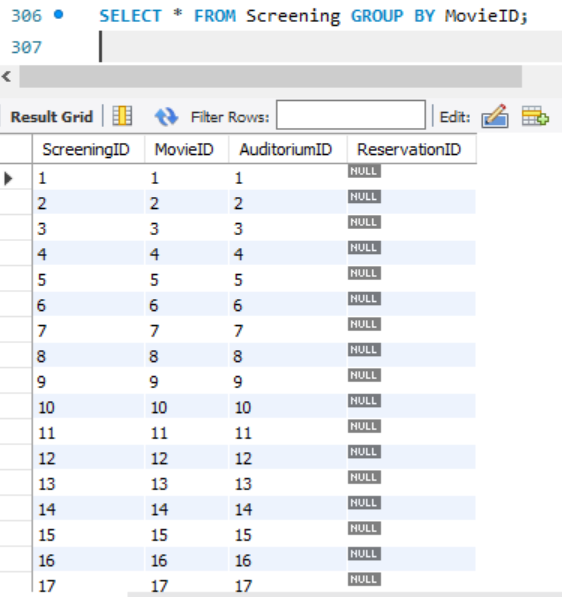 306 SELECT * FROM Screening GROUP BY MovieID;
307
Result Grid Filter Rows: Edit:
ScreeningID MovieID AuditoriumID ReservationID
1 1 1 NULL
2 2 2 NULL
3 3 3 NULL
4 4 4 NULL
5 5 5 NULL
6 6 6 NULL
7 7 7 NULL
8 8 8 NULL
9 9 9 NULL
10 10 10 NULL
11 11 11 NULL
12 12 12 NULL
13 13 13 NULL
14 14 14 NULL
15 15 15 NULL
16 16 16 NULL
17 17 17 NULL